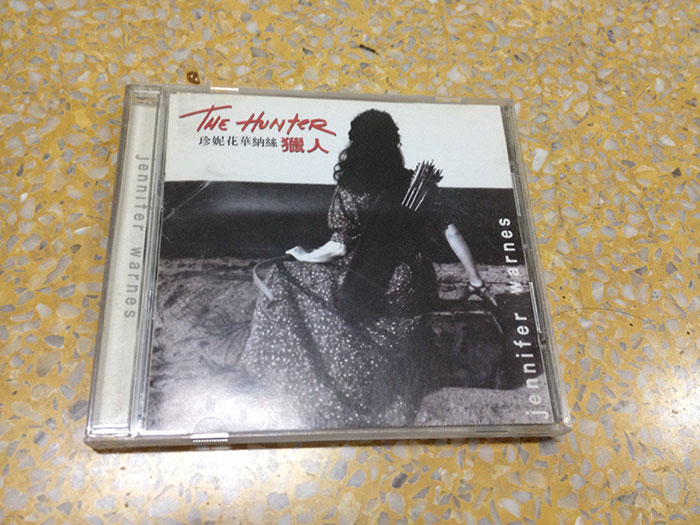 jennifer warnes
THE HUNTER
珍妮花華納絲 獵人
jennifer warnes